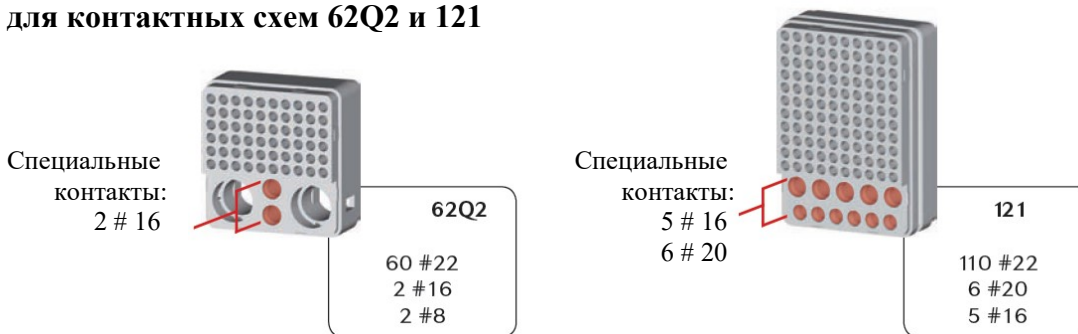 для контактных схем 62Q2 и 121
Специальные
контакты:
2 # 16
62Q2
60 #22
2 #16
2 #8
Специальные
контакты:
5 # 16
6 # 20
121
110 #22
6 #20
5 #16